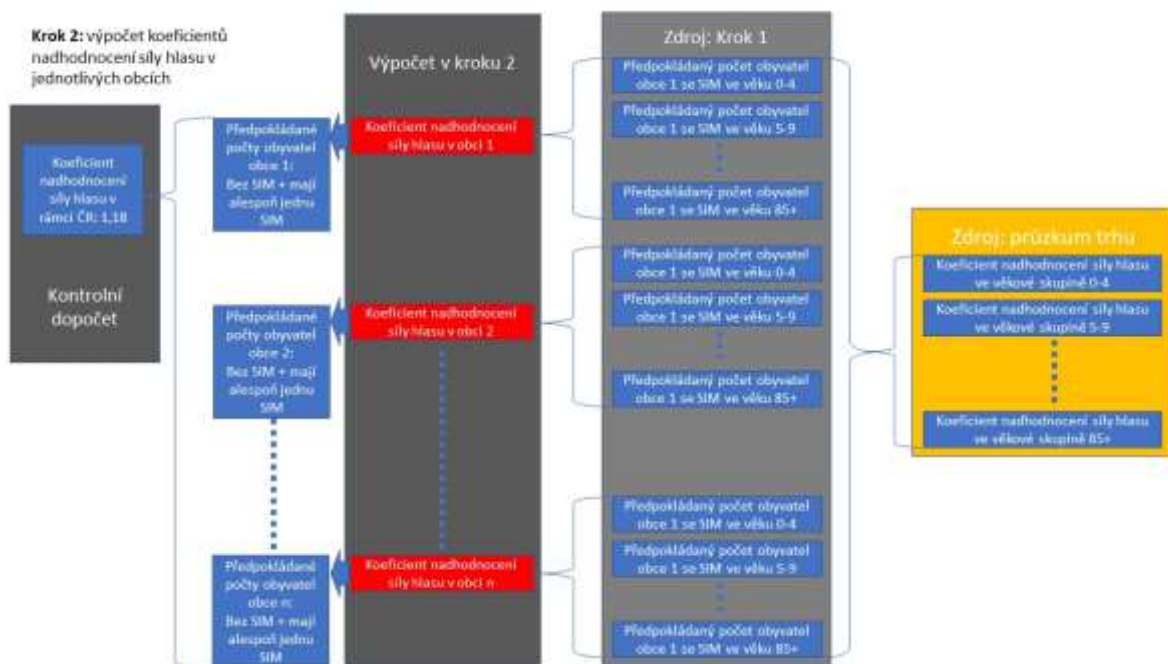 Krok 2: výpočet koeficientů
nadhodnocení síly hlasu v
jednotlivých obcích
Koeficient
nadhodnocení
síly hlasu v
rámci ČR: 1,18
Kontrolní
dopočet
Předpokládané
počty obyvatel
obce 1:
Bez SIM + mají
alespoň jednu
SIM
Předpokládané
počty obyvatel
obce 2:
Bez SIM + mají
alespoň jednu
SIM
Předpokládané
počty obyvatel
obce n:
Bez SIM + mají
alespoň jednu
SIM
Výpočet v kroku 2
Koeficient nadhodnocení
síly hlasu v obci 1
Koeficient nadhodnocení
síly hlasu v obci 2
Koeficient nadhodnocení
síly hlasu v obci n
Zdroj: Krok 1
Předpokládaný počet obyvatel
obce 1 se SIM ve věku 0-4
Předpokládaný počet obyvatel
obce 1 se SIM ve věku 5-9
Předpokládaný počet obyvatel
obce 1 se SIM ve věku 85+
Předpokládaný počet obyvatel
obce 1 se SIM ve věku 0-4
Předpokládaný počet obyvatel
obce 1 se SIM ve věku 5-9
Předpokládaný počet obyvatel
obce 1 se SIM ve věku 85+
Předpokládaný počet obyvatel
obce 1 se SIM ve věku 0-4
Předpokládaný počet obyvatel
obce 1 se SIM ve věku 5-9
Předpokládaný počet obyvatel
obce 1 se SIM ve věku 85+
Zdroj: průzkum trhu
Koeficient nadhodnocení síly hlasu
ve věkové skupině 0-4
Koeficient nadhodnocení síly hlasu
ve věkové skupině 5-9
Koeficient nadhodnocení síly hlasu
ve věkové skupině 85+